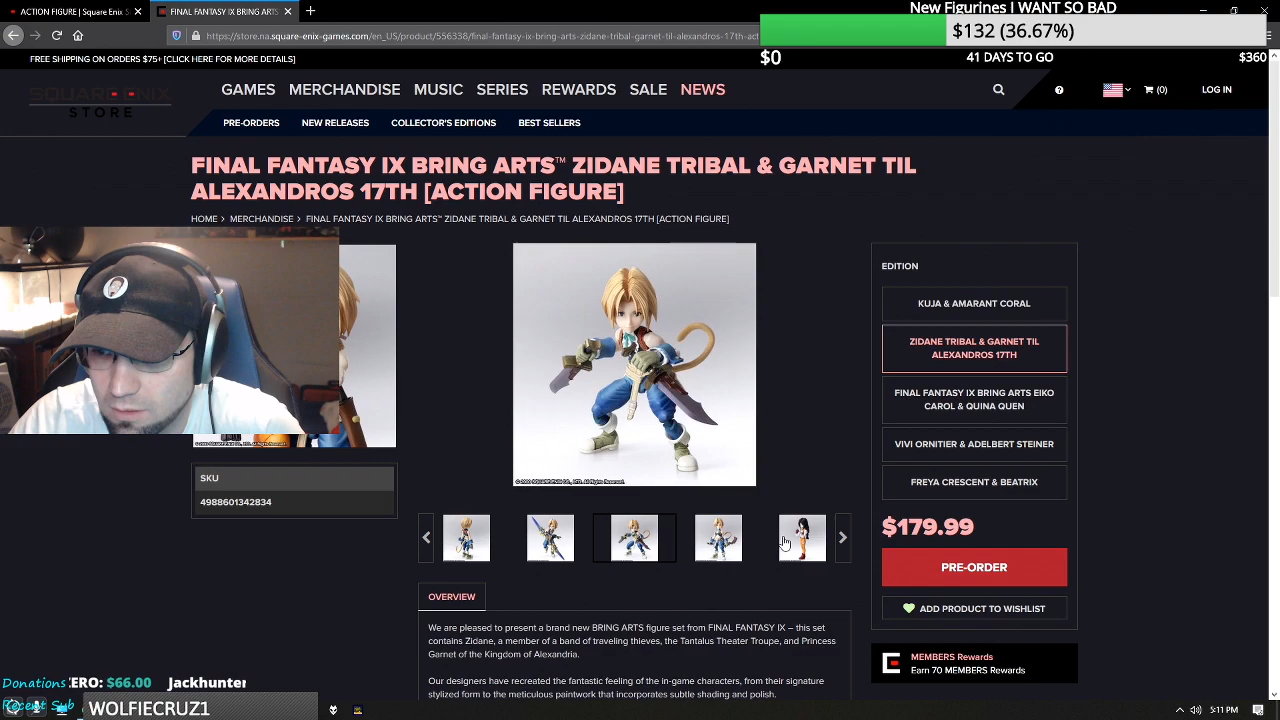 ACTION FIGURE | Square Enix S
FINAL FANTASY IX BRING ARTS
New Figurines I WANT SO BAD
https://store.na.square-enix-games.com/en_US/product/556338/final-fantasy-ix-bring-arts-zidane-tribal-garnet-til-alexandros-17th-act
$132 (36.67%)
FREE SHIPPING ON ORDERS $75+ [CLICK HERE FOR MORE DETAILS]
$0
41 DAYS TO GO
$360
SQUARE ENIX
STORE
GAMES
MERCHANDISE
MUSIC
SERIES
REWARDS
SALE
NEWS
(0)
LOG IN
PRE-ORDERS
NEW RELEASES
COLLECTOR'S EDITIONS
BEST SELLERS
FINAL FANTASY IX BRING ARTS™ ZIDANE TRIBAL & GARNET TIL
ALEXANDROS 17TH [ACTION FIGURE]
HOME > MERCHANDISE > FINAL FANTASY IX BRING ARTS™ ZIDANE TRIBAL & GARNET TIL ALEXANDROS 17TH [ACTION FIGURE]
EDITION
KUJA & AMARANT CORAL
ZIDANE TRIBAL & GARNET TIL
ALEXANDROS 17TH
FINAL FANTASY IX BRING ARTS EIKO
CAROL & QUINA QUEN
VIVI ORNITIER & ADELBERT STEINER
FREYA CRESCENT & BEATRIX
SKU
4988601342834
$179.99
PRE-ORDER
ADD PRODUCT TO WISHLIST
MEMBERS Rewards
Earn 70 MEMBERS Rewards
OVERVIEW
We are pleased to present a brand new BRING ARTS figure set from FINAL FANTASY IX – this set
contains Zidane, a member of a band of traveling thieves, the Tantalus Theater Troupe, and Princess
Garnet of the Kingdom of Alexandria.
Our designers have recreated the fantastic feeling of the in-game characters, from their signature
stylized form to the meticulous paintwork that incorporates subtle shading and polish.
Donations
ZERO: $66.00
Jackhunter
Recent Sub
WOLFIECRUZ1
5:11 PM